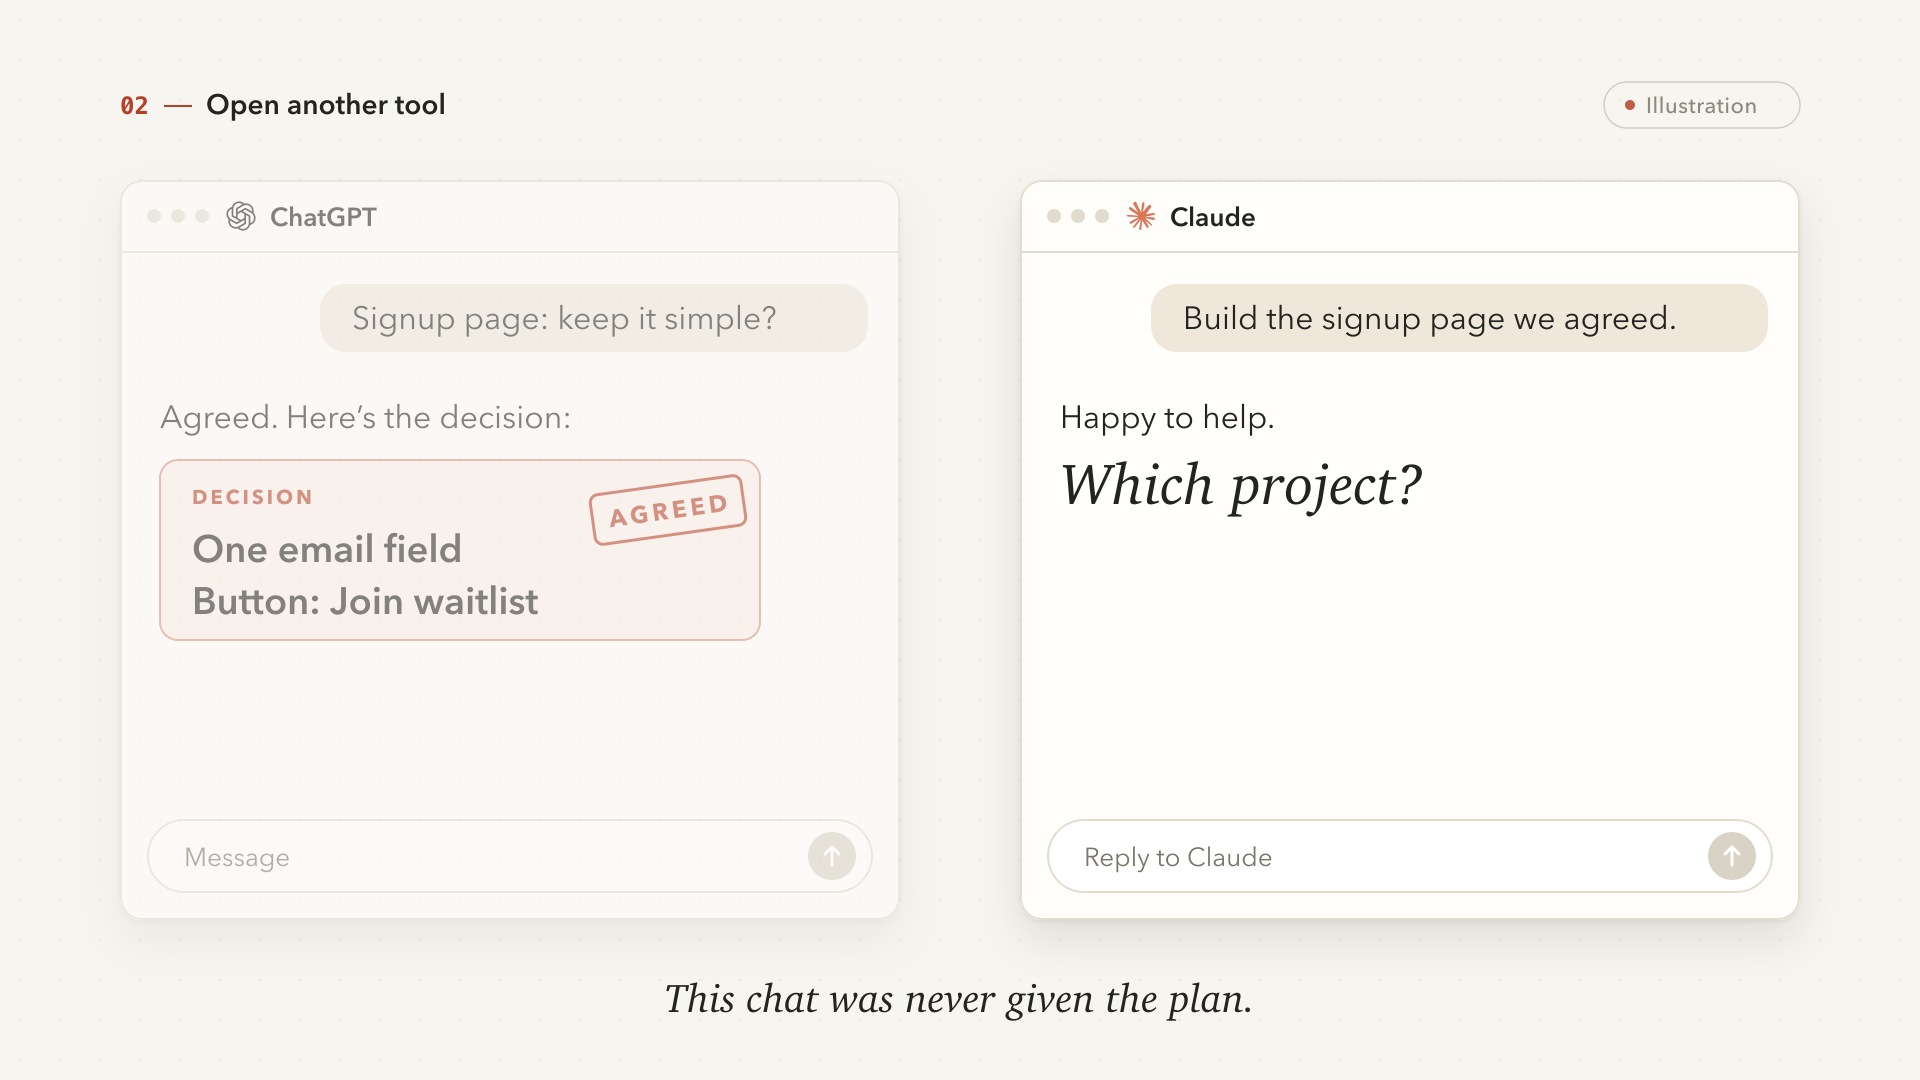 02 — Open another tool
Illustration
ChatGPT
Signup page: keep it simple?
Agreed. Here’s the decision:
DECISION
AGREED
One email field
Button: Join waitlist
Message
Claude
Build the signup page we agreed.
Happy to help.
Which project?
Reply to Claude
This chat was never given the plan.